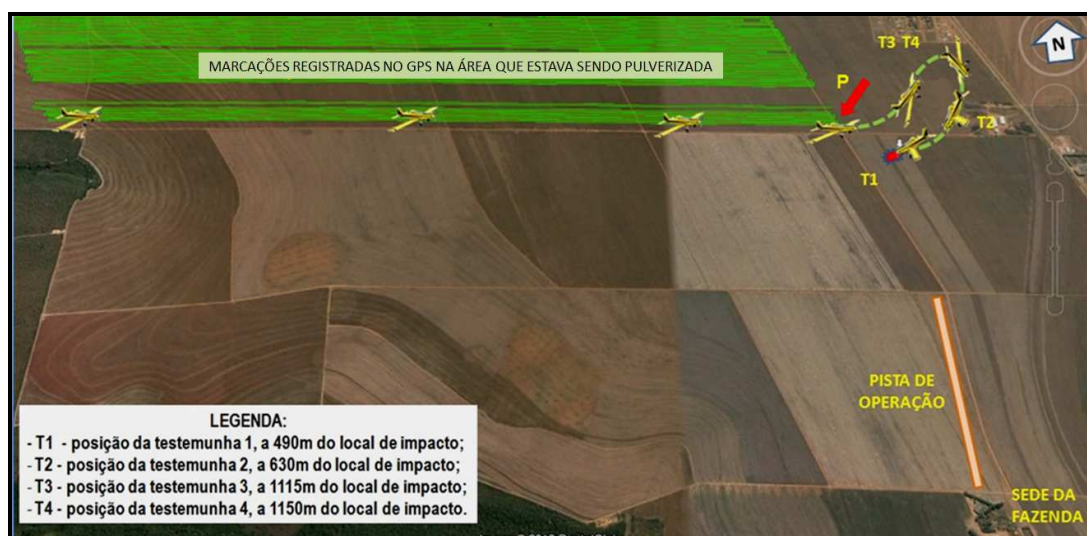 N
T3 T4
MARCAÇÕES REGISTRADAS NO GPS NA ÁREA QUE ESTAVA SENDO PULVERIZADA
P
T2
T1
PISTA DE
OPERAÇÃO
LEGENDA:
- T1 - posição da testemunha 1, a 490m do local de impacto;
- T2 - posição da testemunha 2, a 630m do local de impacto;
- T3 - posição da testemunha 3, a 1115m do local de impacto;
- T4 - posição da testemunha 4, a 1150m do local de impacto.
SEDE DA
FAZENDA